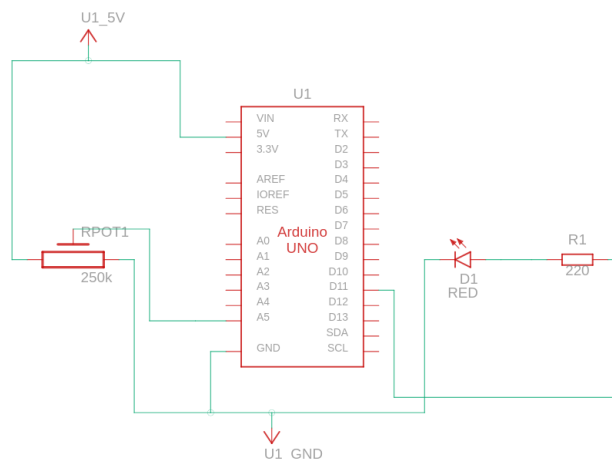 U1_5V
U1
VIN
5V
3.3V
AREF
IOREF
RES
A0
A1
A2
A3
A4
A5
GND
Arduino
UNO
RX
TX
D2
D3
D4
D5
D6
D7
D8
D9
D10
D11
D12
D13
SDA
SCL
RPOT1
250k
D1
RED
R1
220
U1_GND